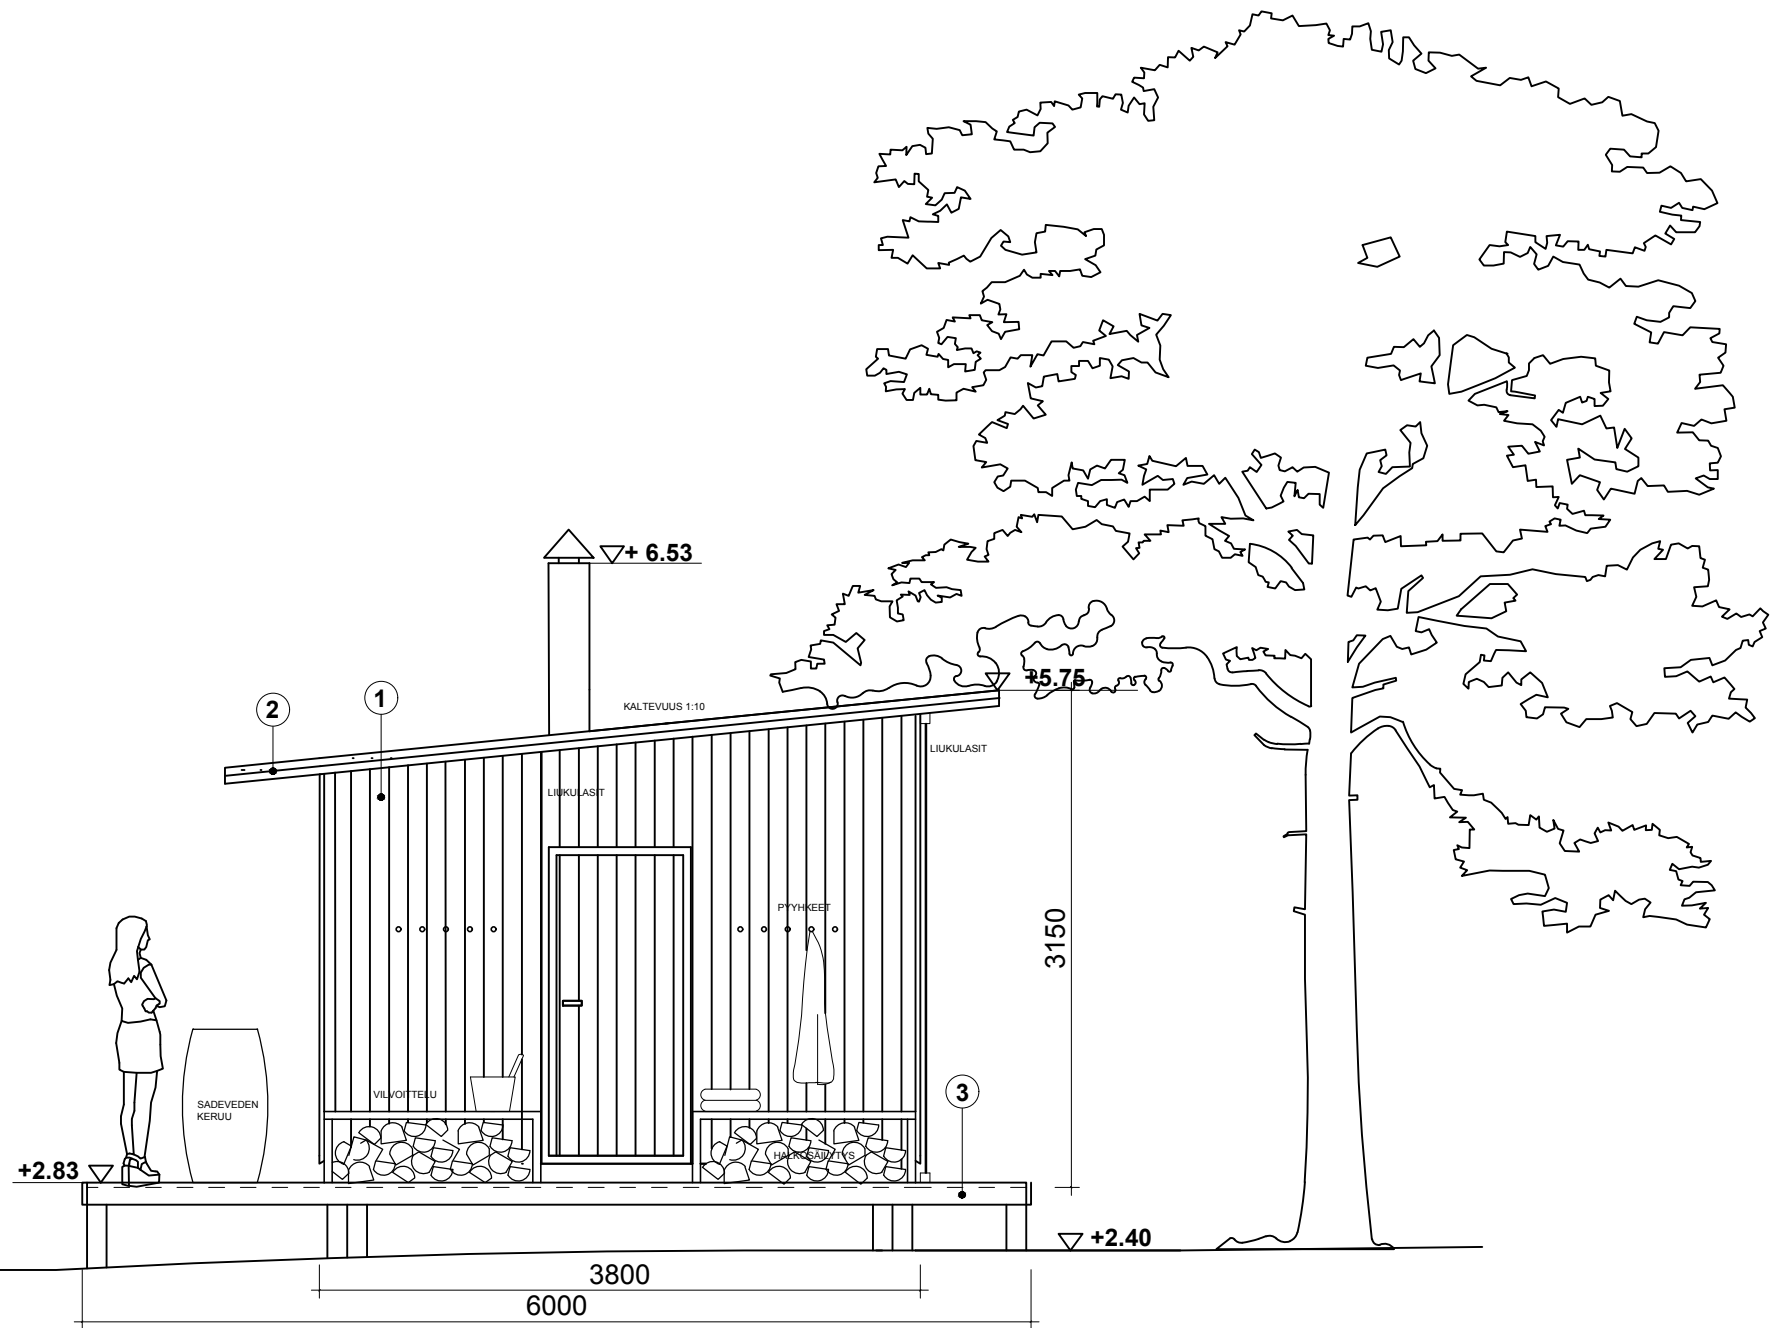 + 6.53
+5.75
2
1
KALTEVUUS 1:10
LIUKULASIT
LIUKULASIT
PYYHKEET
3150
3
VILVOITTELU
SADEVEDEN
KERUU
HALKOSÄILYTYS
+2.83
+2.40
3800
6000